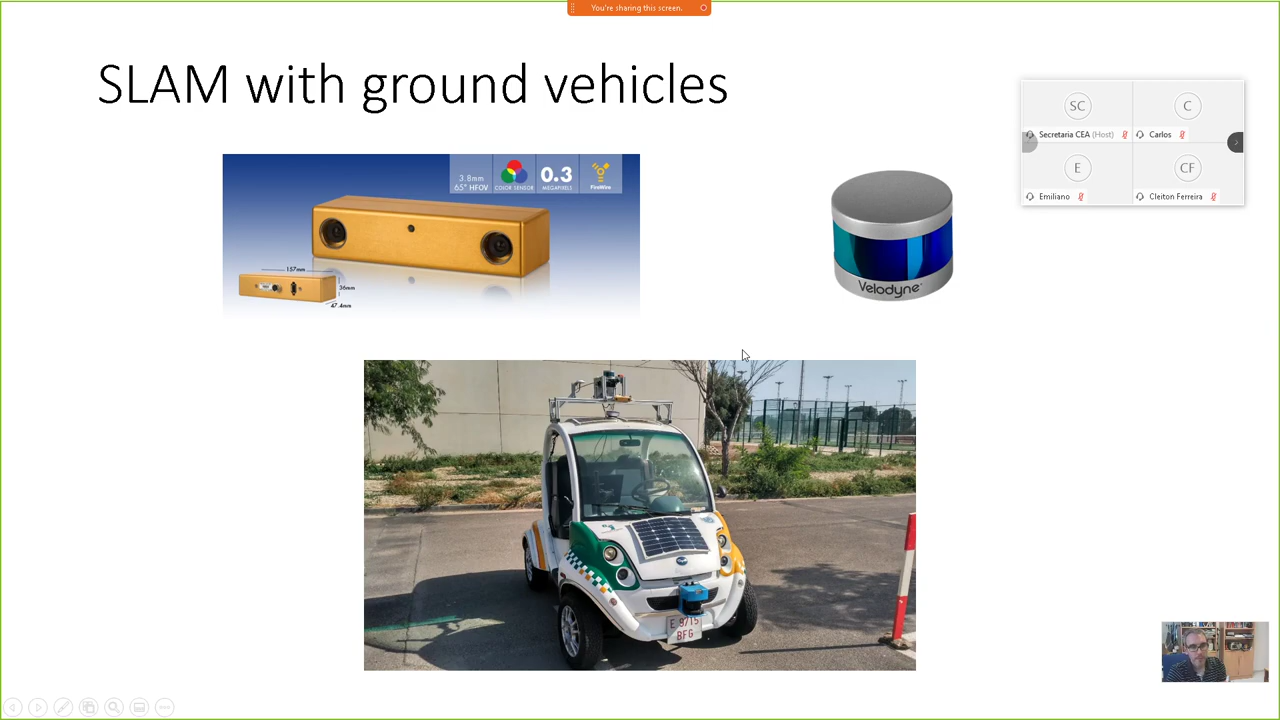 You're sharing this screen.
SLAM with ground vehicles
3.8mm
65° HFOV
COLOR SENSOR
0.3
MEGAPIXELS
FireWire
157mm
36mm
47.4mm
Velodyne
SC
Secretaria CEA (Host)
C
Carlos
E
Emiliano
CF
Cleiton Ferreira
E 9715
BFG